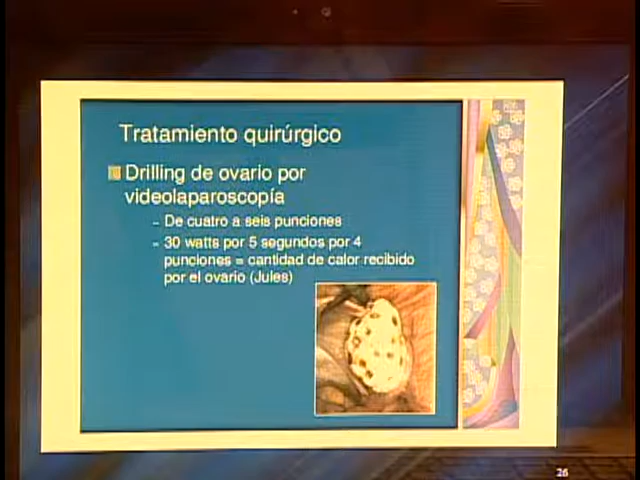 Tratamiento quirúrgico
Drilling de ovario por
videolaparoscopía
- De cuatro a seis punciones
- 30 watts por 5 segundos por 4
punciones = cantidad de calor recibido
por el ovario (Jules)
26